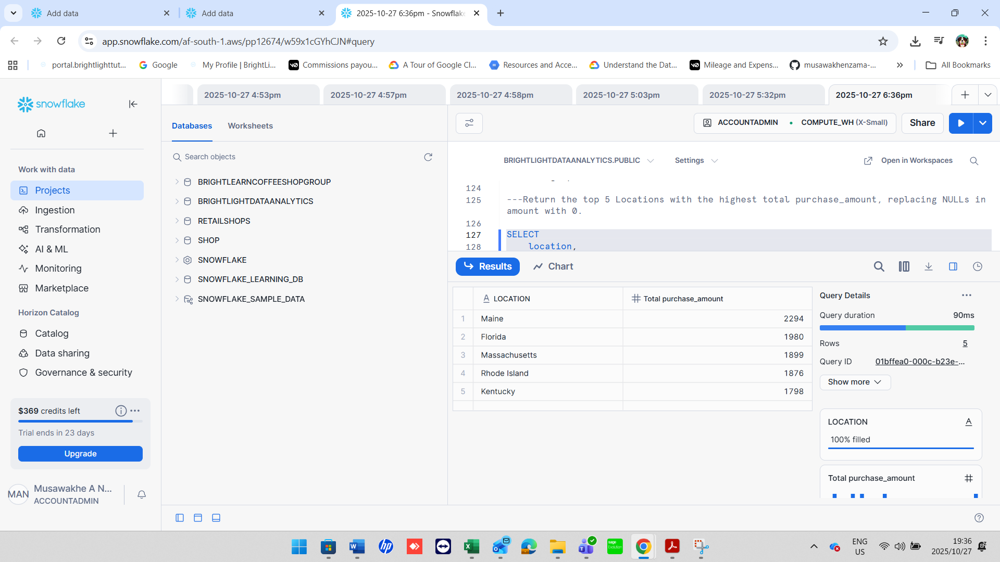 Add data
Add data
2025-10-27 6:36pm - Snowflake
app.snowflake.com/af-south-1.aws/pp12674/w59x1cGYhCJN#query
portal.brightlighttut...
Google
My Profile | BrightLi...
Commissions payou...
A Tour of Google Cl...
Resources and Acce...
Understand the Dat...
Mileage and Expens...
musawakhenzama-...
All Bookmarks
snowflake
Work with data
Projects
Ingestion
Transformation
AI & ML
Monitoring
Marketplace
Horizon Catalog
Catalog
Data sharing
Governance & security
$369 credits left
Trial ends in 23 days
Upgrade
MAN
Musawakhe A N...
ACCOUNTADMIN
2025-10-27 4:53pm
2025-10-27 4:57pm
2025-10-27 4:58pm
2025-10-27 5:03pm
2025-10-27 5:32pm
2025-10-27 6:36pm
Databases
Worksheets
Search objects
BRIGHTLEARNCOFFEESHOPGROUP
BRIGHTLIGHTDATAANALYTICS
RETAILSHOPS
SHOP
SNOWFLAKE
SNOWFLAKE_LEARNING_DB
SNOWFLAKE_SAMPLE_DATA
ACCOUNTADMIN
COMPUTE_WH (X-Small)
Share
BRIGHTLIGHTDATAANALYTICS.PUBLIC
Settings
Open in Workspaces
124
125 ---Return the top 5 Locations with the highest total purchase_amount, replacing NULLs in
amount with 0.
126
127 SELECT
128 location,
Results
Chart
LOCATION Total purchase_amount
1 Maine 2294
2 Florida 1980
3 Massachusetts 1899
4 Rhode Island 1876
5 Kentucky 1798
Query Details
Query duration 90ms
Rows 5
Query ID 01bffea0-000c-b23e-...
Show more
LOCATION
100% filled
Total purchase_amount
sage
Evolution
ENG
US
19:36
2025/10/27